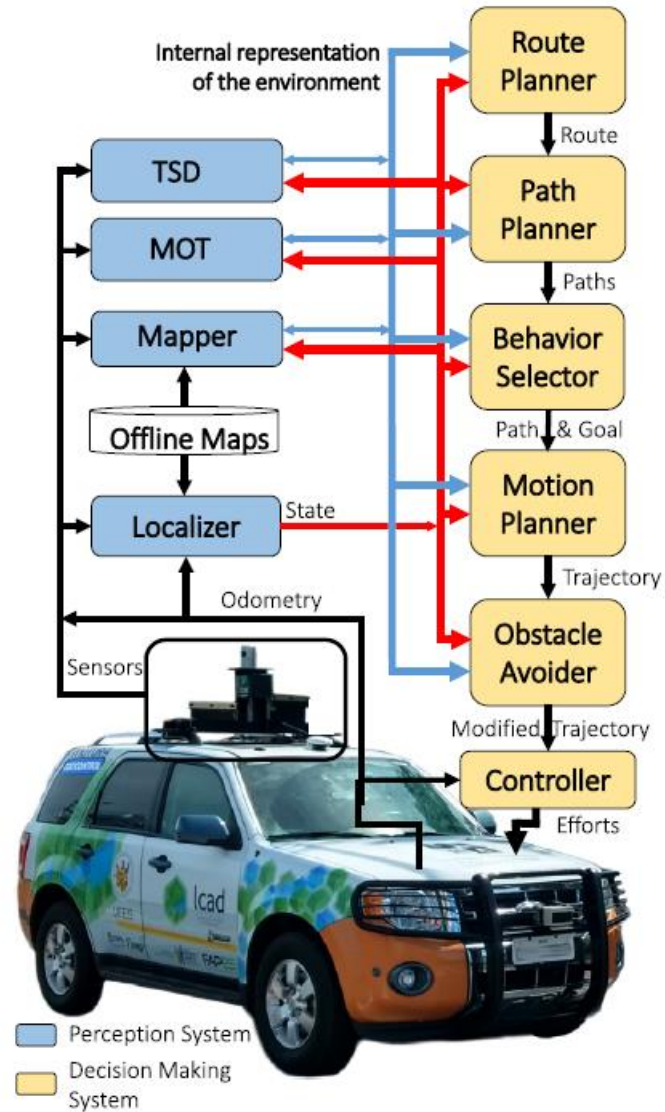 Internal representation
of the environment
Route
Planner
Route
TSD
Path
Planner
MOT
Paths
Mapper
Behavior
Selector
Offline Maps
Path & Goal
Localizer
State
Motion
Planner
Odometry
Trajectory
Sensors
Obstacle
Avoider
Modified Trajectory
Controller
Efforts
lcad
Perception System
Decision Making
System